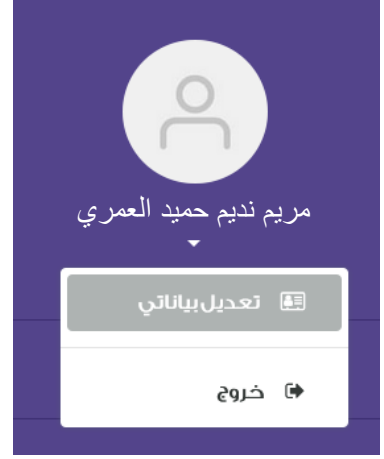 مريم نديم حميد العمري
تعديل بياناتي
خروج